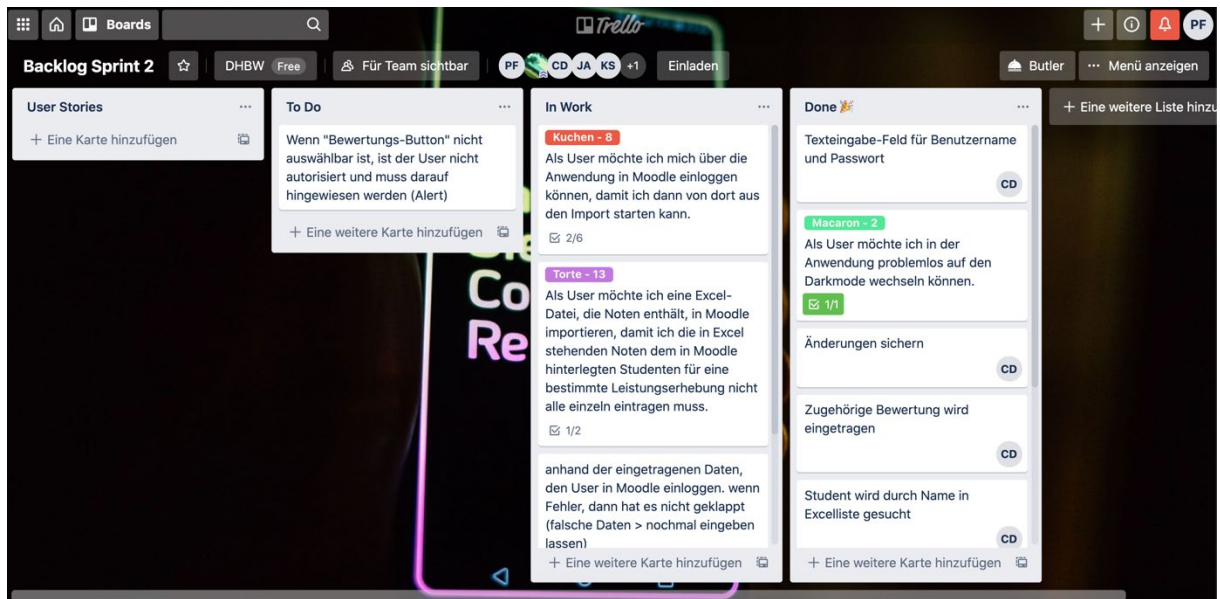 Boards
Trello
PF
Backlog Sprint 2
DHBW Free
Für Team sichtbar
PF
CD
JA
KS
+1
Einladen
Butler
Menü anzeigen
User Stories
+ Eine Karte hinzufügen
To Do
Wenn "Bewertungs-Button" nicht
auswählbar ist, ist der User nicht
autorisiert und muss darauf
hingewiesen werden (Alert)
+ Eine weitere Karte hinzufügen
In Work
Kuchen - 8
Als User möchte ich mich über die
Anwendung in Moodle einloggen
können, damit ich dann von dort aus
den Import starten kann.
2/6
Torte - 13
Als User möchte ich eine Excel-
Datei, die Noten enthält, in Moodle
importieren, damit ich die in Excel
stehenden Noten dem in Moodle
hinterlegten Studenten für eine
bestimmte Leistungserhebung nicht
alle einzeln eintragen muss.
1/2
anhand der eingetragenen Daten,
den User in Moodle einloggen. wenn
Fehler, dann hat es nicht geklappt
(falsche Daten > nochmal eingeben
lassen)
+ Eine weitere Karte hinzufügen
Done 🎉
Texteingabe-Feld für Benutzername
und Passwort
CD
Macaron - 2
Als User möchte ich in der
Anwendung problemlos auf den
Darkmode wechseln können.
1/1
Änderungen sichern
CD
Zugehörige Bewertung wird
eingetragen
CD
Student wird durch Name in
Excelliste gesucht
CD
+ Eine weitere Karte hinzufügen
+ Eine weitere Liste hinzu
Co
Re